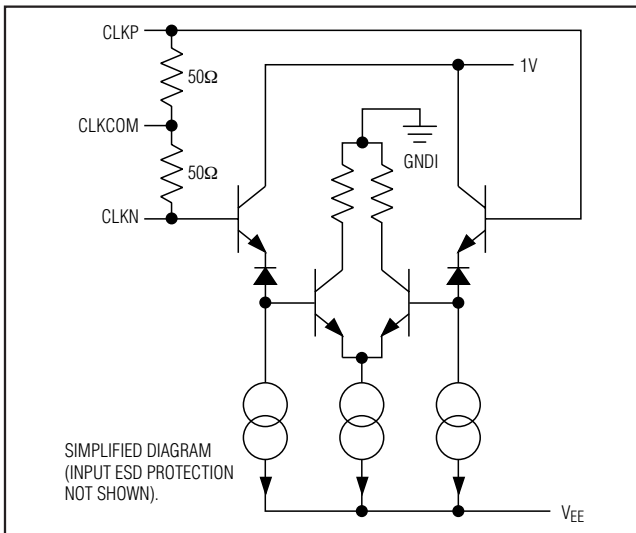 CLKP
50Ω
1V
CLKCOM
GNDI
50Ω
CLKN
SIMPLIFIED DIAGRAM
(INPUT ESD PROTECTION
NOT SHOWN).
VEE